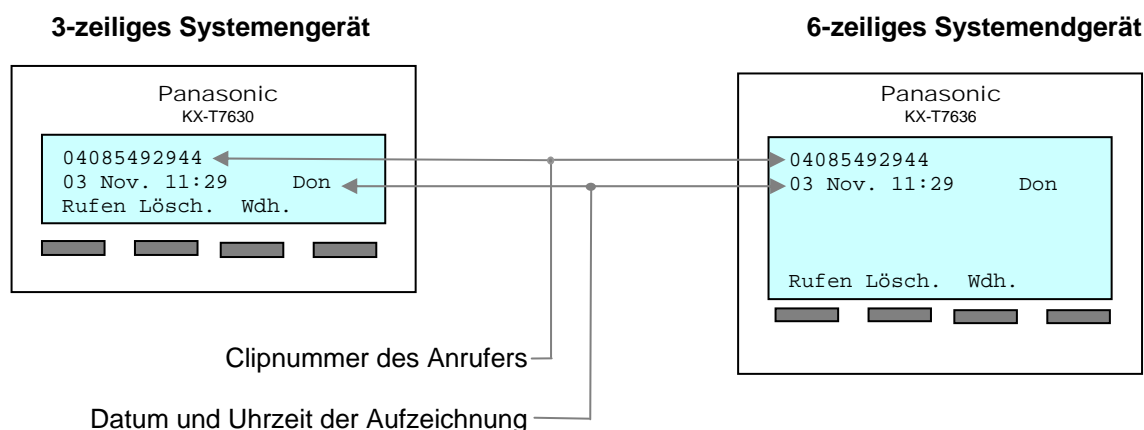 3-zeiliges Systemengerät
6-zeiliges Systemendgerät
Panasonic
KX-T7630
04085492944
03 Nov. 11:29 Don
Rufen Lösch. Wdh.
Panasonic
KX-T7636
04085492944
03 Nov. 11:29 Don
Rufen Lösch. Wdh.
Clipnummer des Anrufers
Datum und Uhrzeit der Aufzeichnung